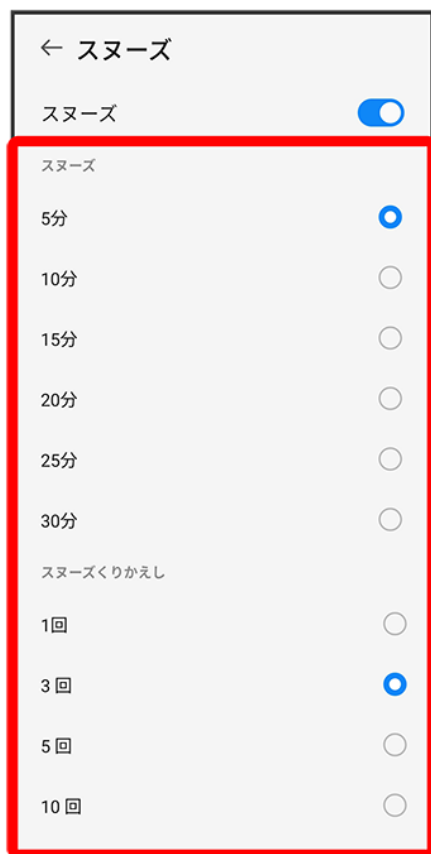 ← スヌーズ
スヌーズ
スヌーズ
5分
10分
15分
20分
25分
30分
スヌーズくりかえし
1回
3 回
5 回
10 回